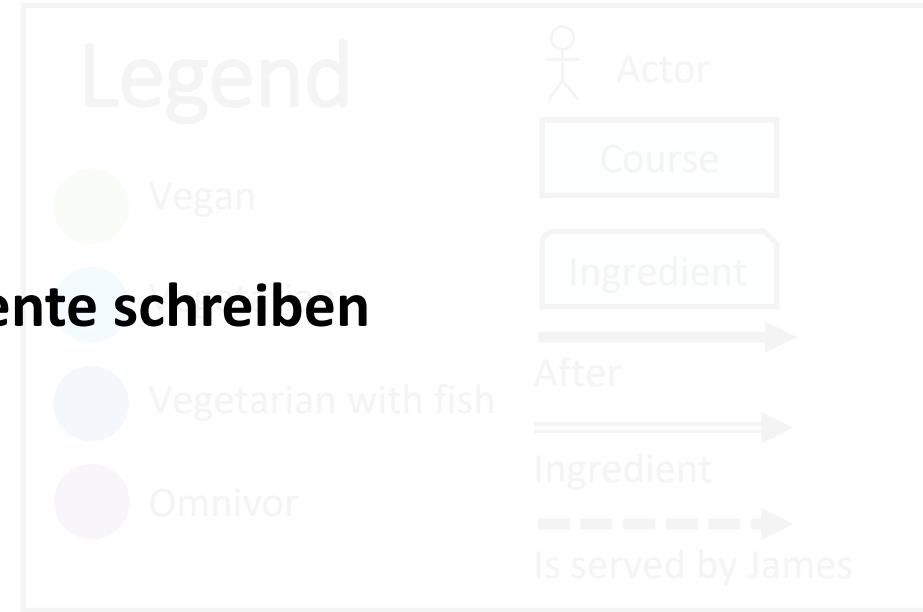 Legend
Vegan
ente schreiben
Vegetarian with fish
Omnivor
Actor
Course
Ingredient
After
Ingredient
Is served by James